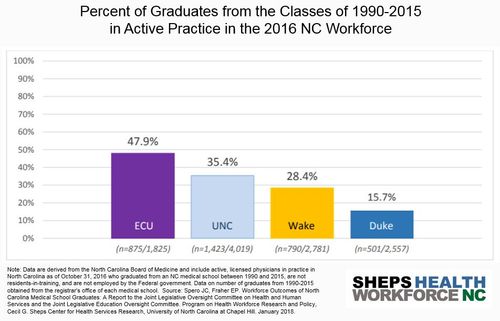 Percent of Graduates from the Classes of 1990-2015
in Active Practice in the 2016 NC Workforce
100%
90%
80%
70%
60%
50%
40%
30%
20%
10%
0%
47.9%
35.4%
28.4%
15.7%
ECU
UNC
Wake
Duke
(n=875/1,825)
(n=1,423/4,019)
(n=790/2,781)
(n=501/2,557)
Note: Data are derived from the North Carolina Board of Medicine and include active, licensed physicians in practice in
North Carolina as of October 31, 2016 who graduated from an NC medical school between 1990 and 2015, are not
residents-in-training, and are not employed by the Federal government. Data on number of graduates from 1990-2015
obtained from the registrar's office of each medical school. Source: Spero JC, Fraher EP. Workforce Outcomes of North
Carolina Medical School Graduates: A Report to the Joint Legislative Oversight Committee on Health and Human
Services and the Joint Legislative Education Oversight Committee. Program on Health Workforce Research and Policy,
Cecil G. Sheps Center for Health Services Research, University of North Carolina at Chapel Hill. January 2018.
SHEPS HEALTH
WORKFORCE NC